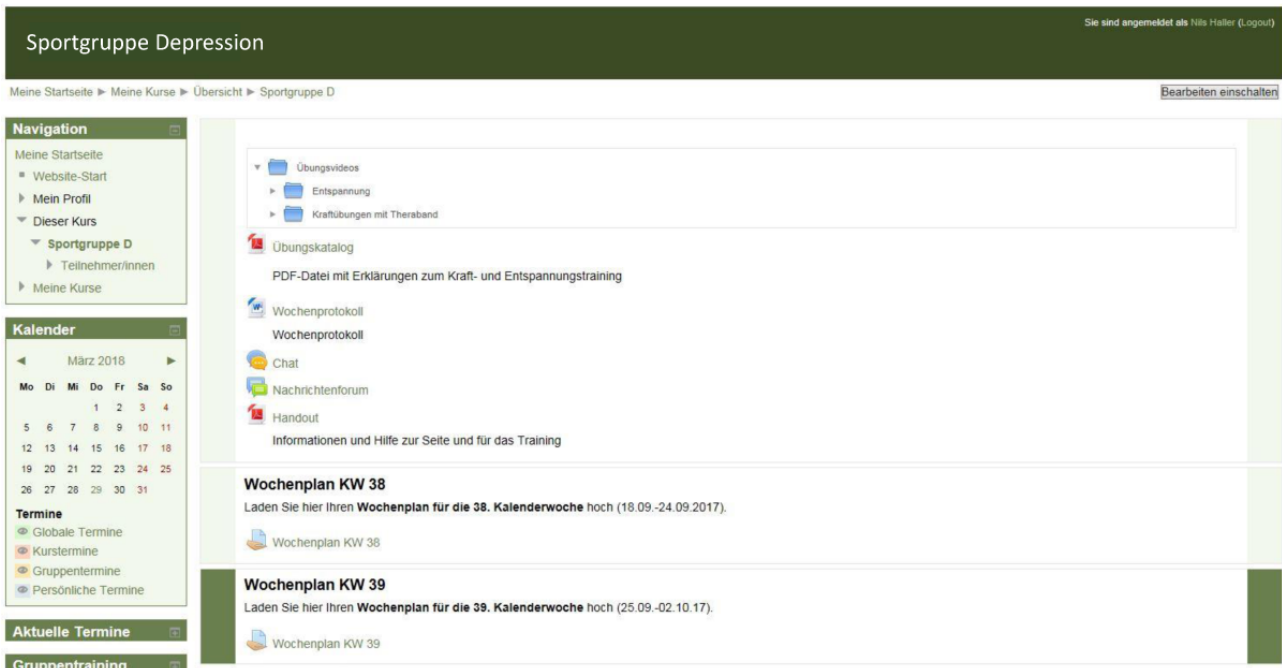 Sie sind angemeldet als Nils Haller (Logout)
Sportgruppe Depression
Meine Startseite ► Meine Kurse ► Übersicht ► Sportgruppe D
Bearbeiten einschalten
Navigation
Meine Startseite
Website-Start
Mein Profil
Dieser Kurs
Sportgruppe D
Teilnehmer/innen
Meine Kurse
Kalender
◄ März 2018 ►
Mo Di Mi Do Fr Sa So
1 2 3 4
5 6 7 8 9 10 11
12 13 14 15 16 17 18
19 20 21 22 23 24 25
26 27 28 29 30 31
Termine
Globale Termine
Kurstermine
Gruppentermine
Persönliche Termine
Aktuelle Termine
Gruppentraining
Übungsvideos
Entspannung
Kraftübungen mit Theraband
Übungskatalog
PDF-Datei mit Erklärungen zum Kraft- und Entspannungstraining
Wochenprotokoll
Wochenprotokoll
Chat
Nachrichtenforum
Handout
Informationen und Hilfe zur Seite und für das Training
Wochenplan KW 38
Laden Sie hier Ihren Wochenplan für die 38. Kalenderwoche hoch (18.09.-24.09.2017).
Wochenplan KW 38
Wochenplan KW 39
Laden Sie hier Ihren Wochenplan für die 39. Kalenderwoche hoch (25.09.-02.10.17).
Wochenplan KW 39